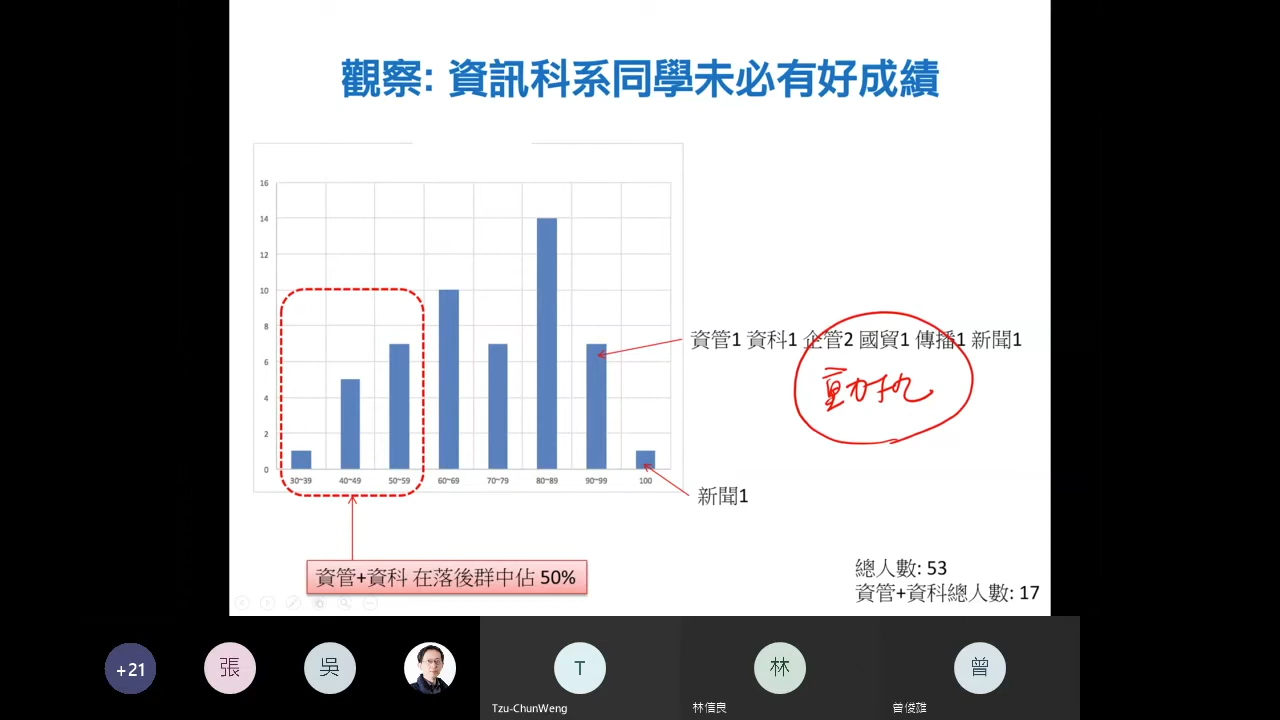 觀察: 資訊科系同學未必有好成績
16
14
12
10
8
6
4
2
0
30~39 40~49 50~59 60~69 70~79 80~89 90~99 100
資管1 資科1 企管2 國貿1 傳播1 新聞1
新聞1
資管+資科 在落後群中佔 50%
總人數: 53
資管+資科總人數: 17
+21 張 吳 T 林 曾
Tzu-ChunWeng 林信良 曾俊雄